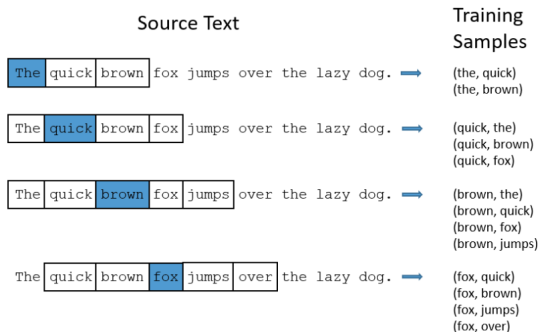 Source Text
Training
Samples
The quick brown fox jumps over the lazy dog.
(the, quick)
(the, brown)
The quick brown fox jumps over the lazy dog.
(quick, the)
(quick, brown)
(quick, fox)
The quick brown fox jumps over the lazy dog.
(brown, the)
(brown, quick)
(brown, fox)
(brown, jumps)
The quick brown fox jumps over the lazy dog.
(fox, quick)
(fox, brown)
(fox, jumps)
(fox, over)